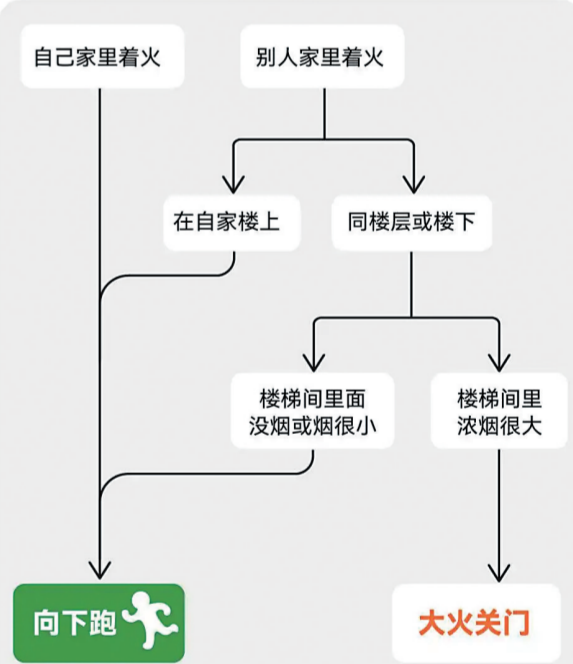 自己家里着火
别人家里着火
在自家楼上
同楼层或楼下
楼梯间里面
没烟或烟很小
楼梯间里
浓烟很大
向下跑
大火关门